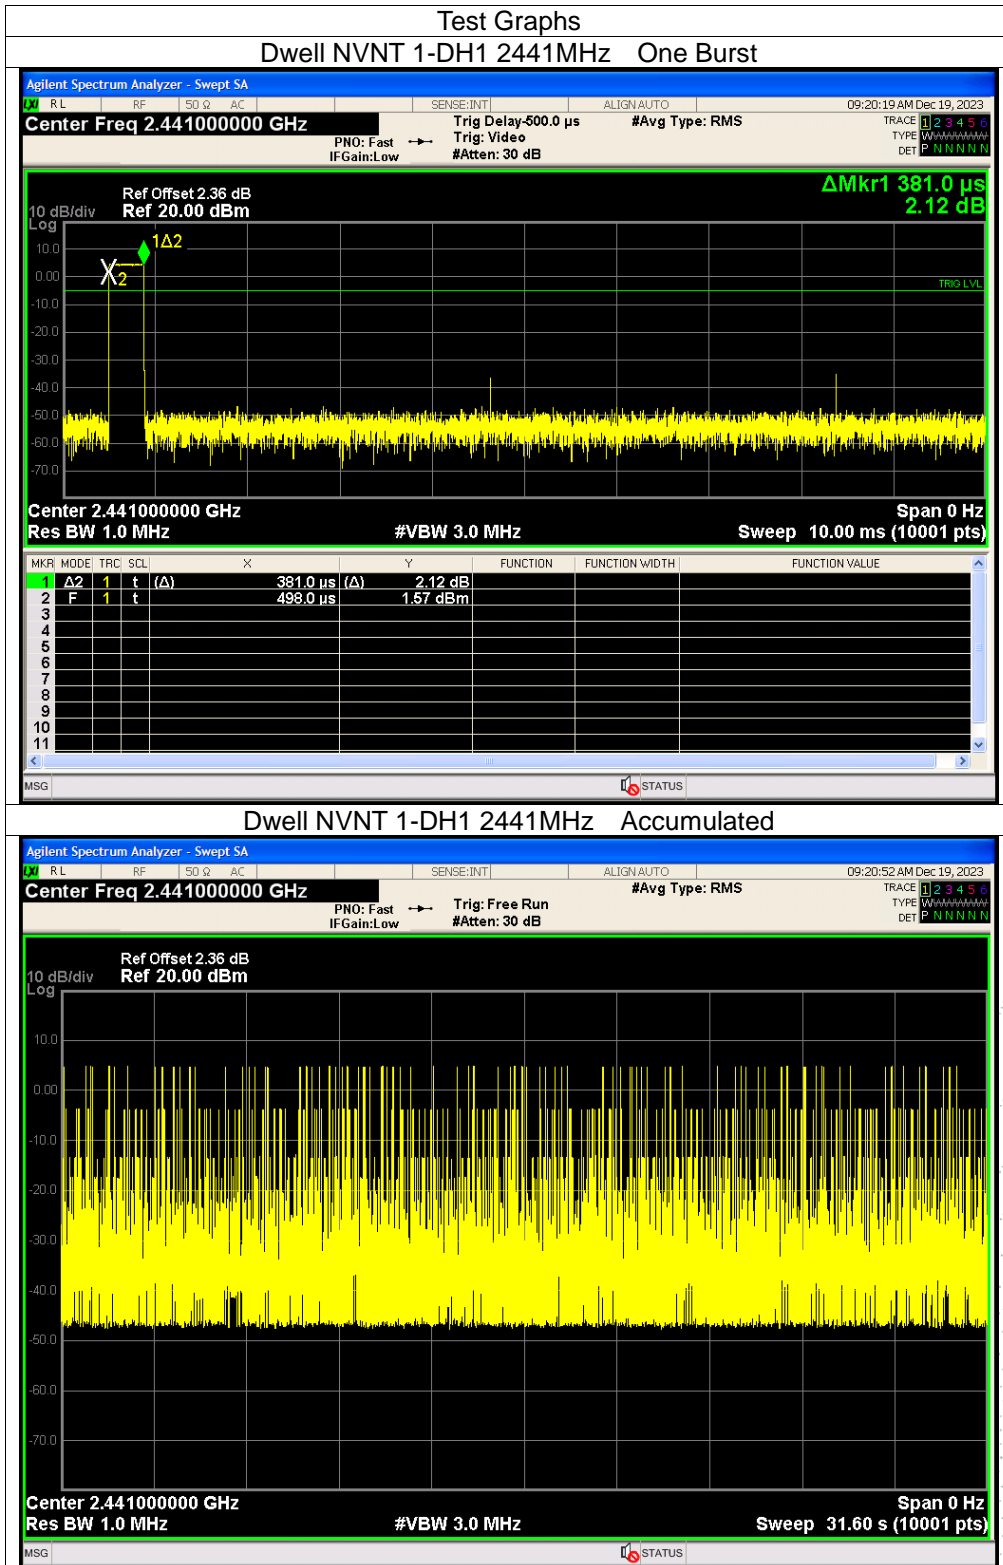 Test Graphs
Dwell NVNT 1-DH1 2441MHz One Burst
Agilent Spectrum Analyzer - Swept SA
LXI RL RF 50 Ω AC SENSE:INT ALIGN AUTO 09:20:19 AM Dec 19, 2023
Center Freq 2.441000000 GHz
PNO: Fast
IFGain:Low
Trig Delay-500.0 µs
Trig: Video
#Atten: 30 dB
#Avg Type: RMS
TRACE 1 2 3 4 5 6
TYPE WWWWWW
DET P N N N N N
ΔMkr1 381.0 µs
2.12 dB
Ref Offset 2.36 dB
10 dB/div Ref 20.00 dBm
Log
1Δ2
10.0
X2
0.00
TRIG LVL
-10.0
-20.0
-30.0
-40.0
-50.0
-60.0
-70.0
Center 2.441000000 GHz Span 0 Hz
Res BW 1.0 MHz #VBW 3.0 MHz Sweep 10.00 ms (10001 pts)
MKR MODE TRC SCL X Y FUNCTION FUNCTION WIDTH FUNCTION VALUE
1 Δ2 1 t (Δ) 381.0 µs (Δ) 2.12 dB
2 F 1 t 498.0 µs 1.57 dBm
3
4
5
6
7
8
9
10
11
MSG STATUS
Dwell NVNT 1-DH1 2441MHz Accumulated
Agilent Spectrum Analyzer - Swept SA
LXI RL RF 50 Ω AC SENSE:INT ALIGN AUTO 09:20:52 AM Dec 19, 2023
Center Freq 2.441000000 GHz
PNO: Fast
IFGain:Low
Trig: Free Run
#Atten: 30 dB
#Avg Type: RMS
TRACE 1 2 3 4 5 6
TYPE WWWWWW
DET P N N N N N
Ref Offset 2.36 dB
10 dB/div Ref 20.00 dBm
Log
10.0
0.00
-10.0
-20.0
-30.0
-40.0
-50.0
-60.0
-70.0
Center 2.441000000 GHz Span 0 Hz
Res BW 1.0 MHz #VBW 3.0 MHz Sweep 31.60 s (10001 pts)
MSG STATUS